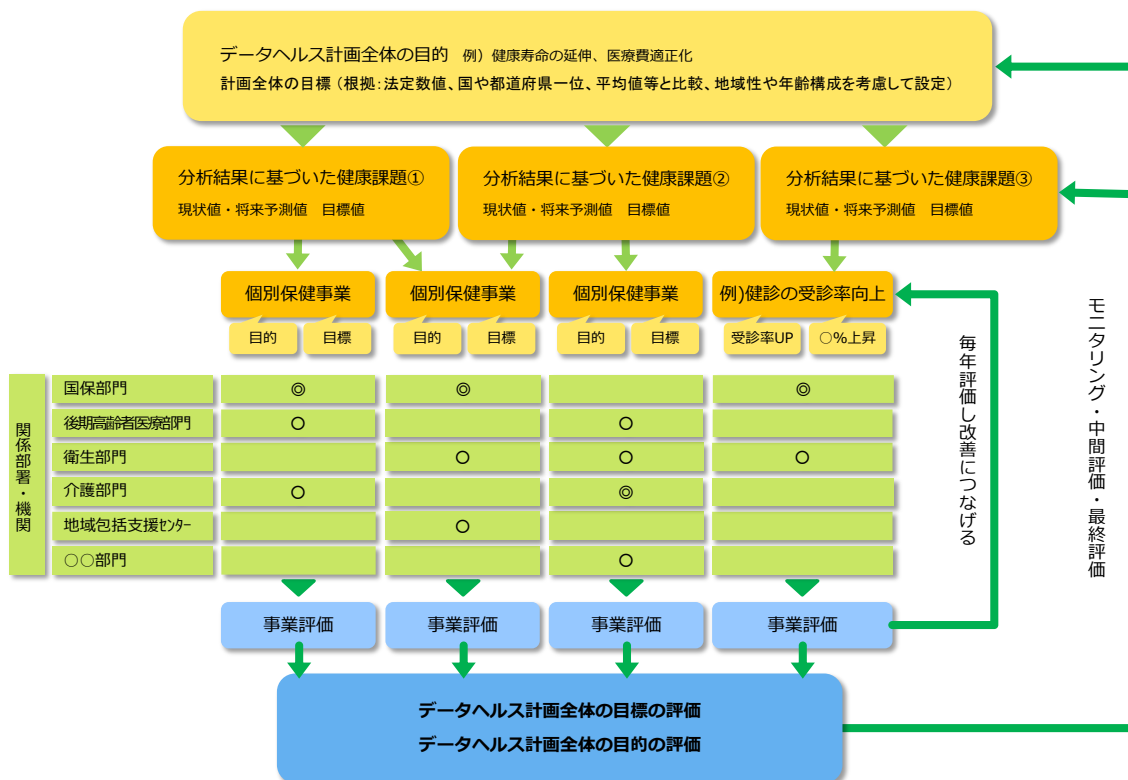 データヘルス計画全体の目的 例）健康寿命の延伸、医療費適正化
計画全体の目標（根拠：法定数値、国や都道府県一位、平均値等と比較、地域性や年齢構成を考慮して設定）
分析結果に基づいた健康課題①
現状値・将来予測値 目標値
分析結果に基づいた健康課題②
現状値・将来予測値 目標値
分析結果に基づいた健康課題③
現状値・将来予測値 目標値
個別保健事業
目的 目標
個別保健事業
目的 目標
個別保健事業
目的 目標
例)健診の受診率向上
受診率UP ○%上昇
関係部署・機関
国保部門 ◎ ◎ ◎
後期高齢者医療部門 ○ ○
衛生部門 ○ ○ ○
介護部門 ○ ◎
地域包括支援ｾﾝﾀｰ ○
○○部門 ○
事業評価 事業評価 事業評価 事業評価
毎年評価し改善につなげる
モニタリング・中間評価・最終評価
データヘルス計画全体の目標の評価
データヘルス計画全体の目的の評価